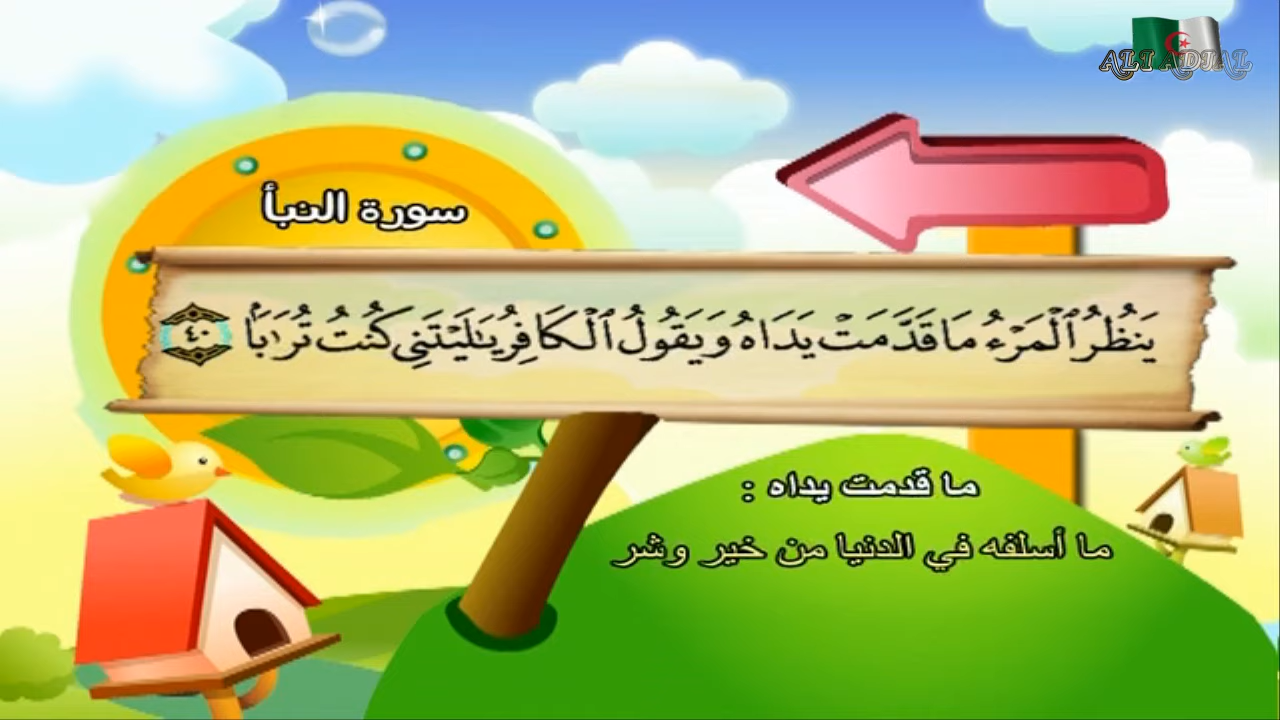 ALI ADJAL
سورة النبأ
يَنظُرُ ٱلْمَرْءُ مَا قَدَّمَتْ يَدَاهُ وَيَقُولُ ٱلْكَافِرُ يَٰلَيْتَنِي كُنتُ تُرَٰبَۢا ٤٠
ما قدمت يداه :
ما أسلفه في الدنيا من خير وشر